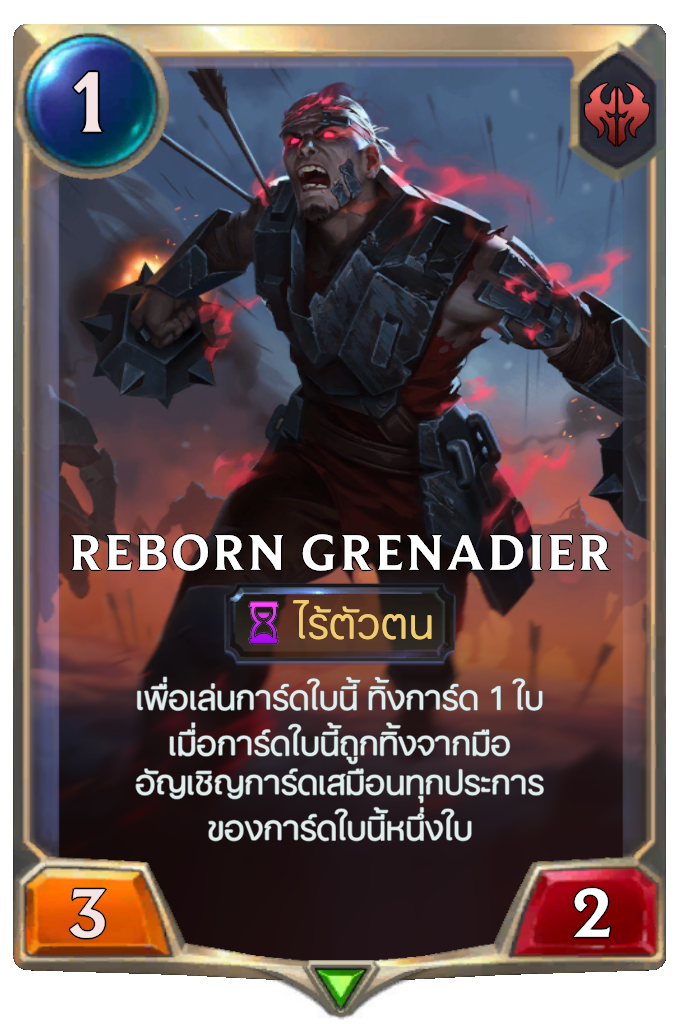 1
REBORN GRENADIER
ไร้ตัวตน
เพื่อเล่นการ์ดใบนี้ ทิ้งการ์ด 1 ใบ
เมื่อการ์ดใบนี้ถูกทิ้งจากมือ
อัญเชิญการ์ดเสมือนทุกประการ
ของการ์ดใบนี้หนึ่งใบ
3
2